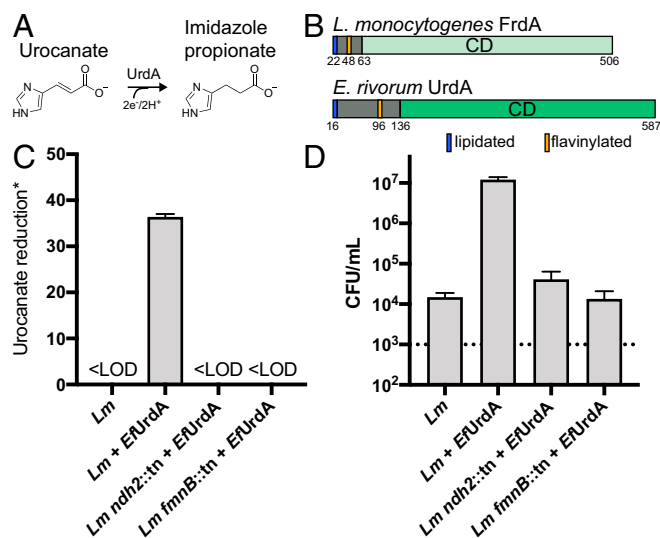 A
Urocanate
Imidazole propionate
UrdA
2e⁻/2H⁺
N
HN
O
O⁻
N
HN
O
O⁻
B
L. monocytogenes FrdA
CD
22 48 63 506
E. rivorum UrdA
CD
16 96 136 587
lipidated flavinylated
C
Urocanate reduction*
50
40
30
20
10
0
<LOD <LOD <LOD
Lm
Lm + EfUrdA
Lm ndh2::tn + EfUrdA
Lm fmnB::tn + EfUrdA
D
CFU/mL
10⁷
10⁶
10⁵
10⁴
10³
10²
Lm
Lm + EfUrdA
Lm ndh2::tn + EfUrdA
Lm fmnB::tn + EfUrdA